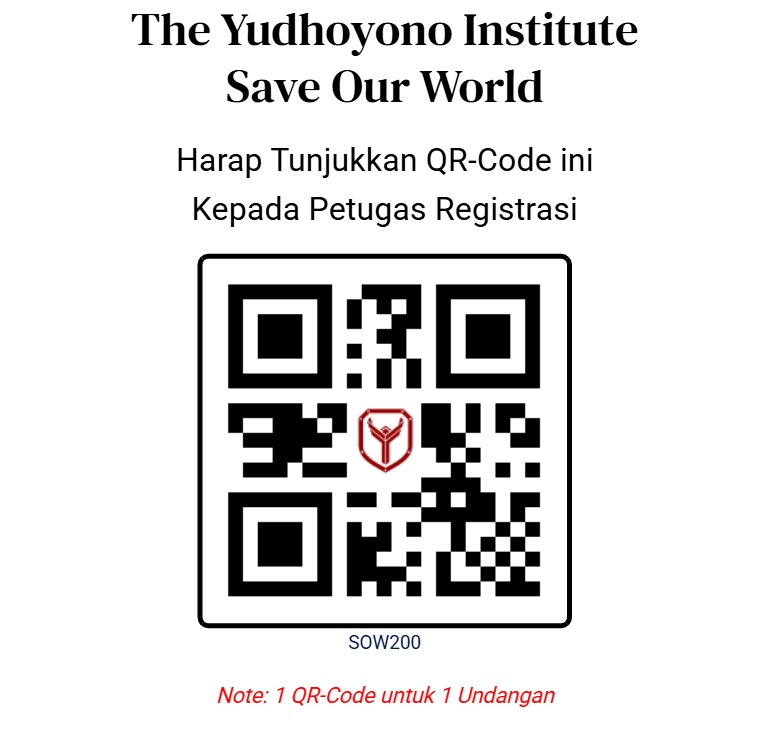 The Yudhoyono Institute
Save Our World
Harap Tunjukkan QR-Code ini
Kepada Petugas Registrasi
SOW200
Note: 1 QR-Code untuk 1 Undangan